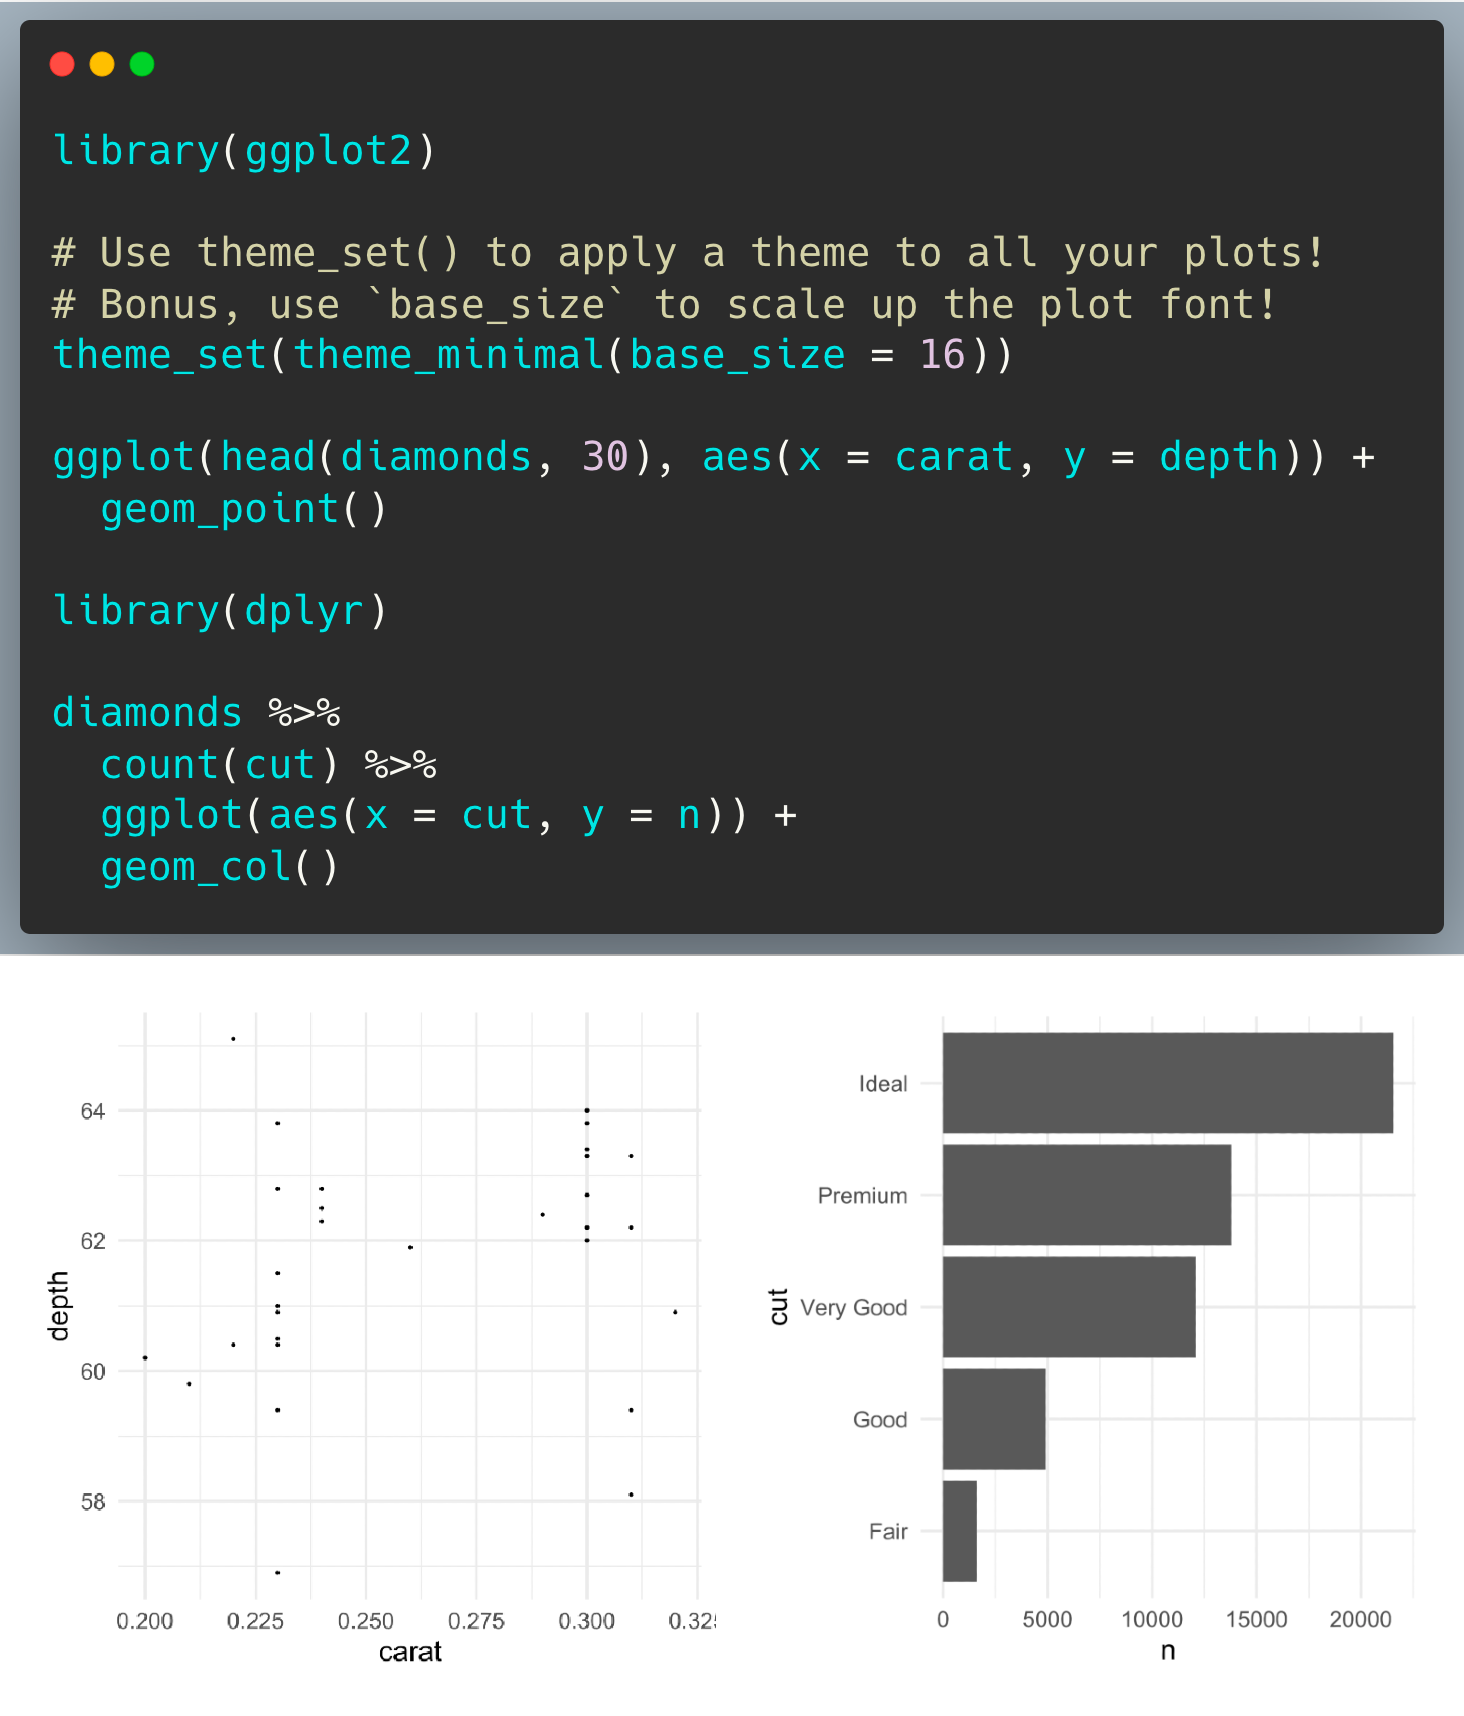 library(ggplot2)
# Use theme_set() to apply a theme to all your plots!
# Bonus, use `base_size` to scale up the plot font!
theme_set(theme_minimal(base_size = 16))
ggplot(head(diamonds, 30), aes(x = carat, y = depth)) +
  geom_point()
library(dplyr)
diamonds %>%
  count(cut) %>%
  ggplot(aes(x = cut, y = n)) +
  geom_col()
64
62
60
58
depth
0.200 0.225 0.250 0.275 0.300
carat
Ideal
Premium
Very Good
Good
Fair
cut
0 5000 10000 15000 20000
n